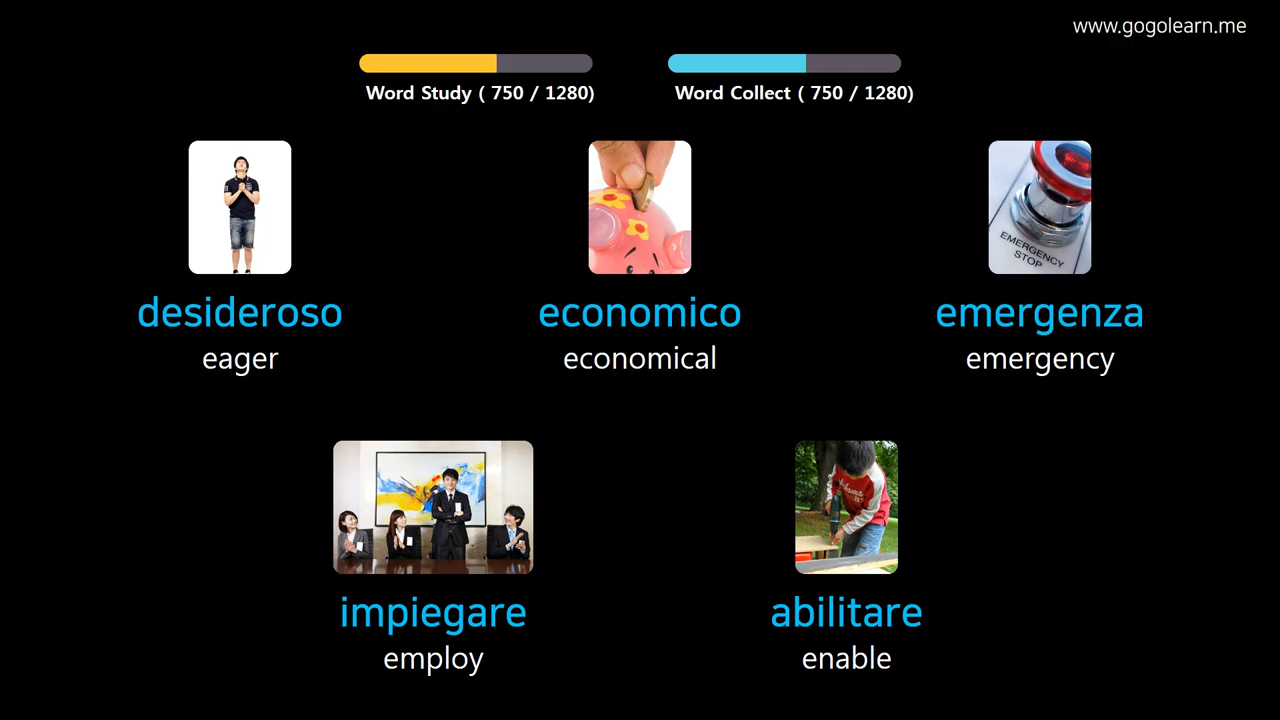 www.gogolearn.me
Word Study ( 750 / 1280)
Word Collect ( 750 / 1280)
EMERGENCY
STOP
desideroso
economico
emergenza
eager
economical
emergency
impiegare
abilitare
employ
enable